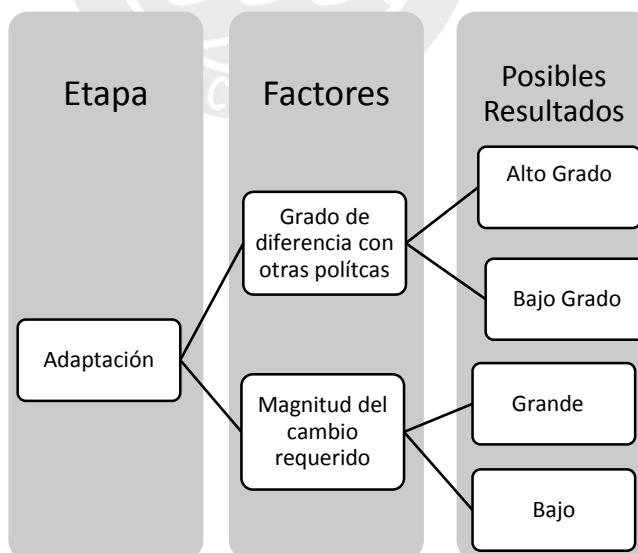 Etapa
Factores
Posibles
Resultados
Adaptación
Grado de
diferencia con
otras polítcas
Magnitud del
cambio
requerido
Alto Grado
Bajo Grado
Grande
Bajo